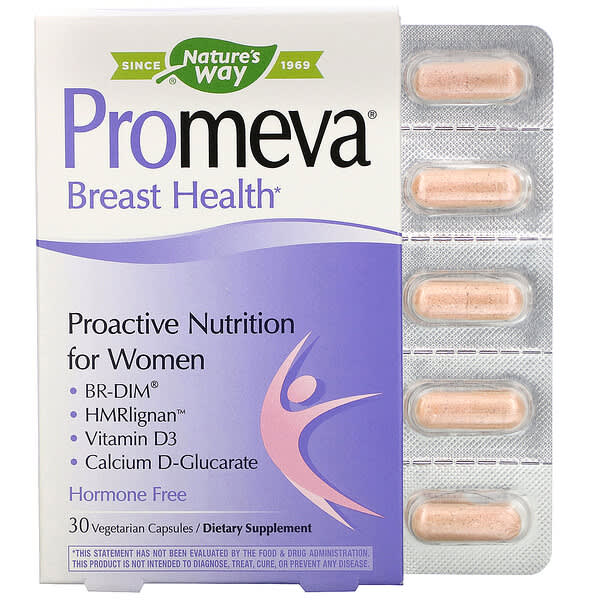 SINCE Nature's Way 1969
Promeva®
Breast Health*
Proactive Nutrition
for Women
• BR-DIM®
• HMRlignan™
• Vitamin D3
• Calcium D-Glucarate
Hormone Free
30 Vegetarian Capsules / Dietary Supplement
*THIS STATEMENT HAS NOT BEEN EVALUATED BY THE FOOD & DRUG ADMINISTRATION.
THIS PRODUCT IS NOT INTENDED TO DIAGNOSE, TREAT, CURE, OR PREVENT ANY DISEASE.